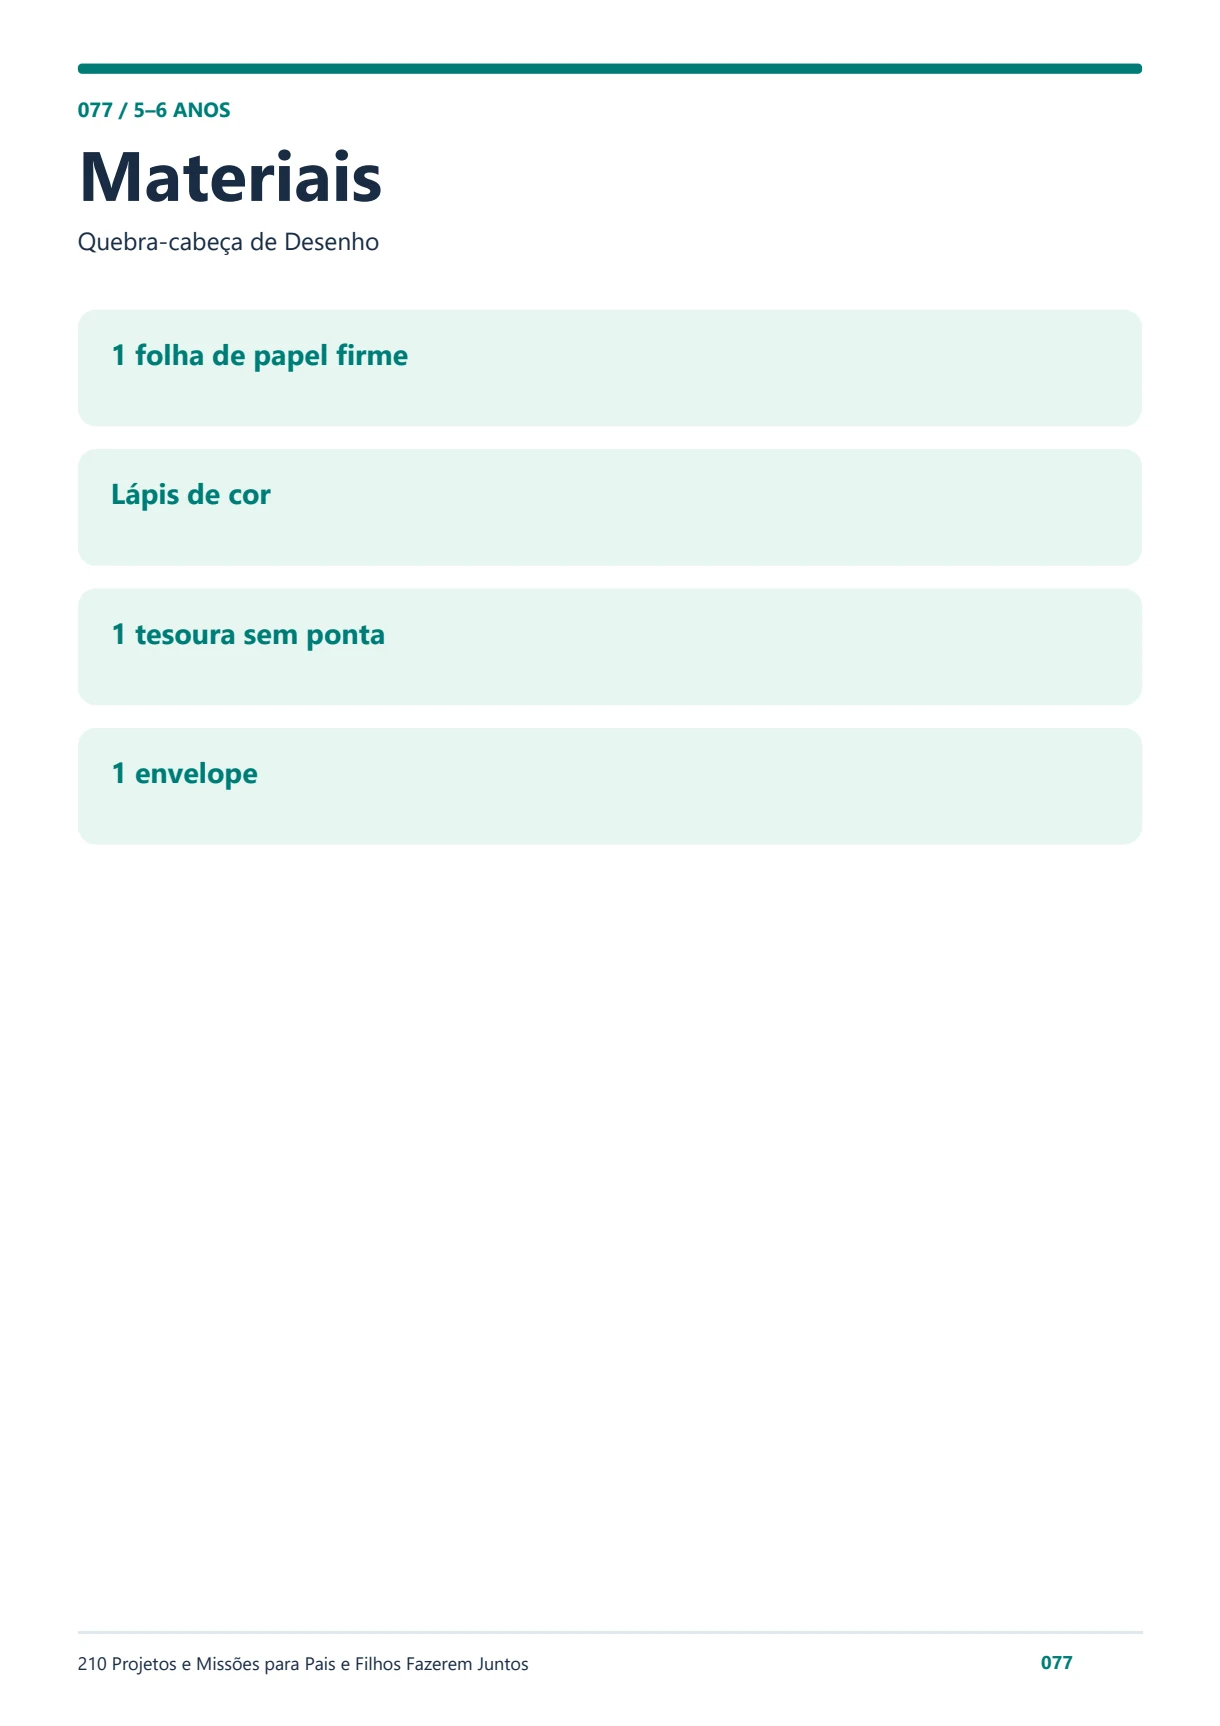 077 / 5–6 ANOS
Materiais
Quebra-cabeça de Desenho
1 folha de papel firme
Lápis de cor
1 tesoura sem ponta
1 envelope
210 Projetos e Missões para Pais e Filhos Fazerem Juntos
077